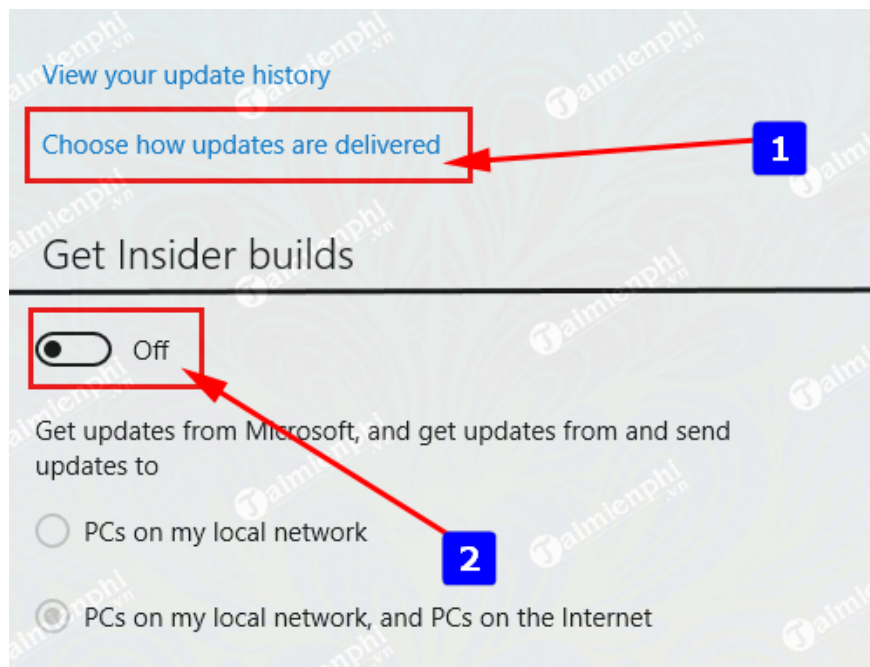 View your update history
Choose how updates are delivered
1
Get Insider builds
Off
Get updates from Microsoft, and get updates from and send
updates to
PCs on my local network
2
PCs on my local network, and PCs on the Internet
Taimienphi
.vn